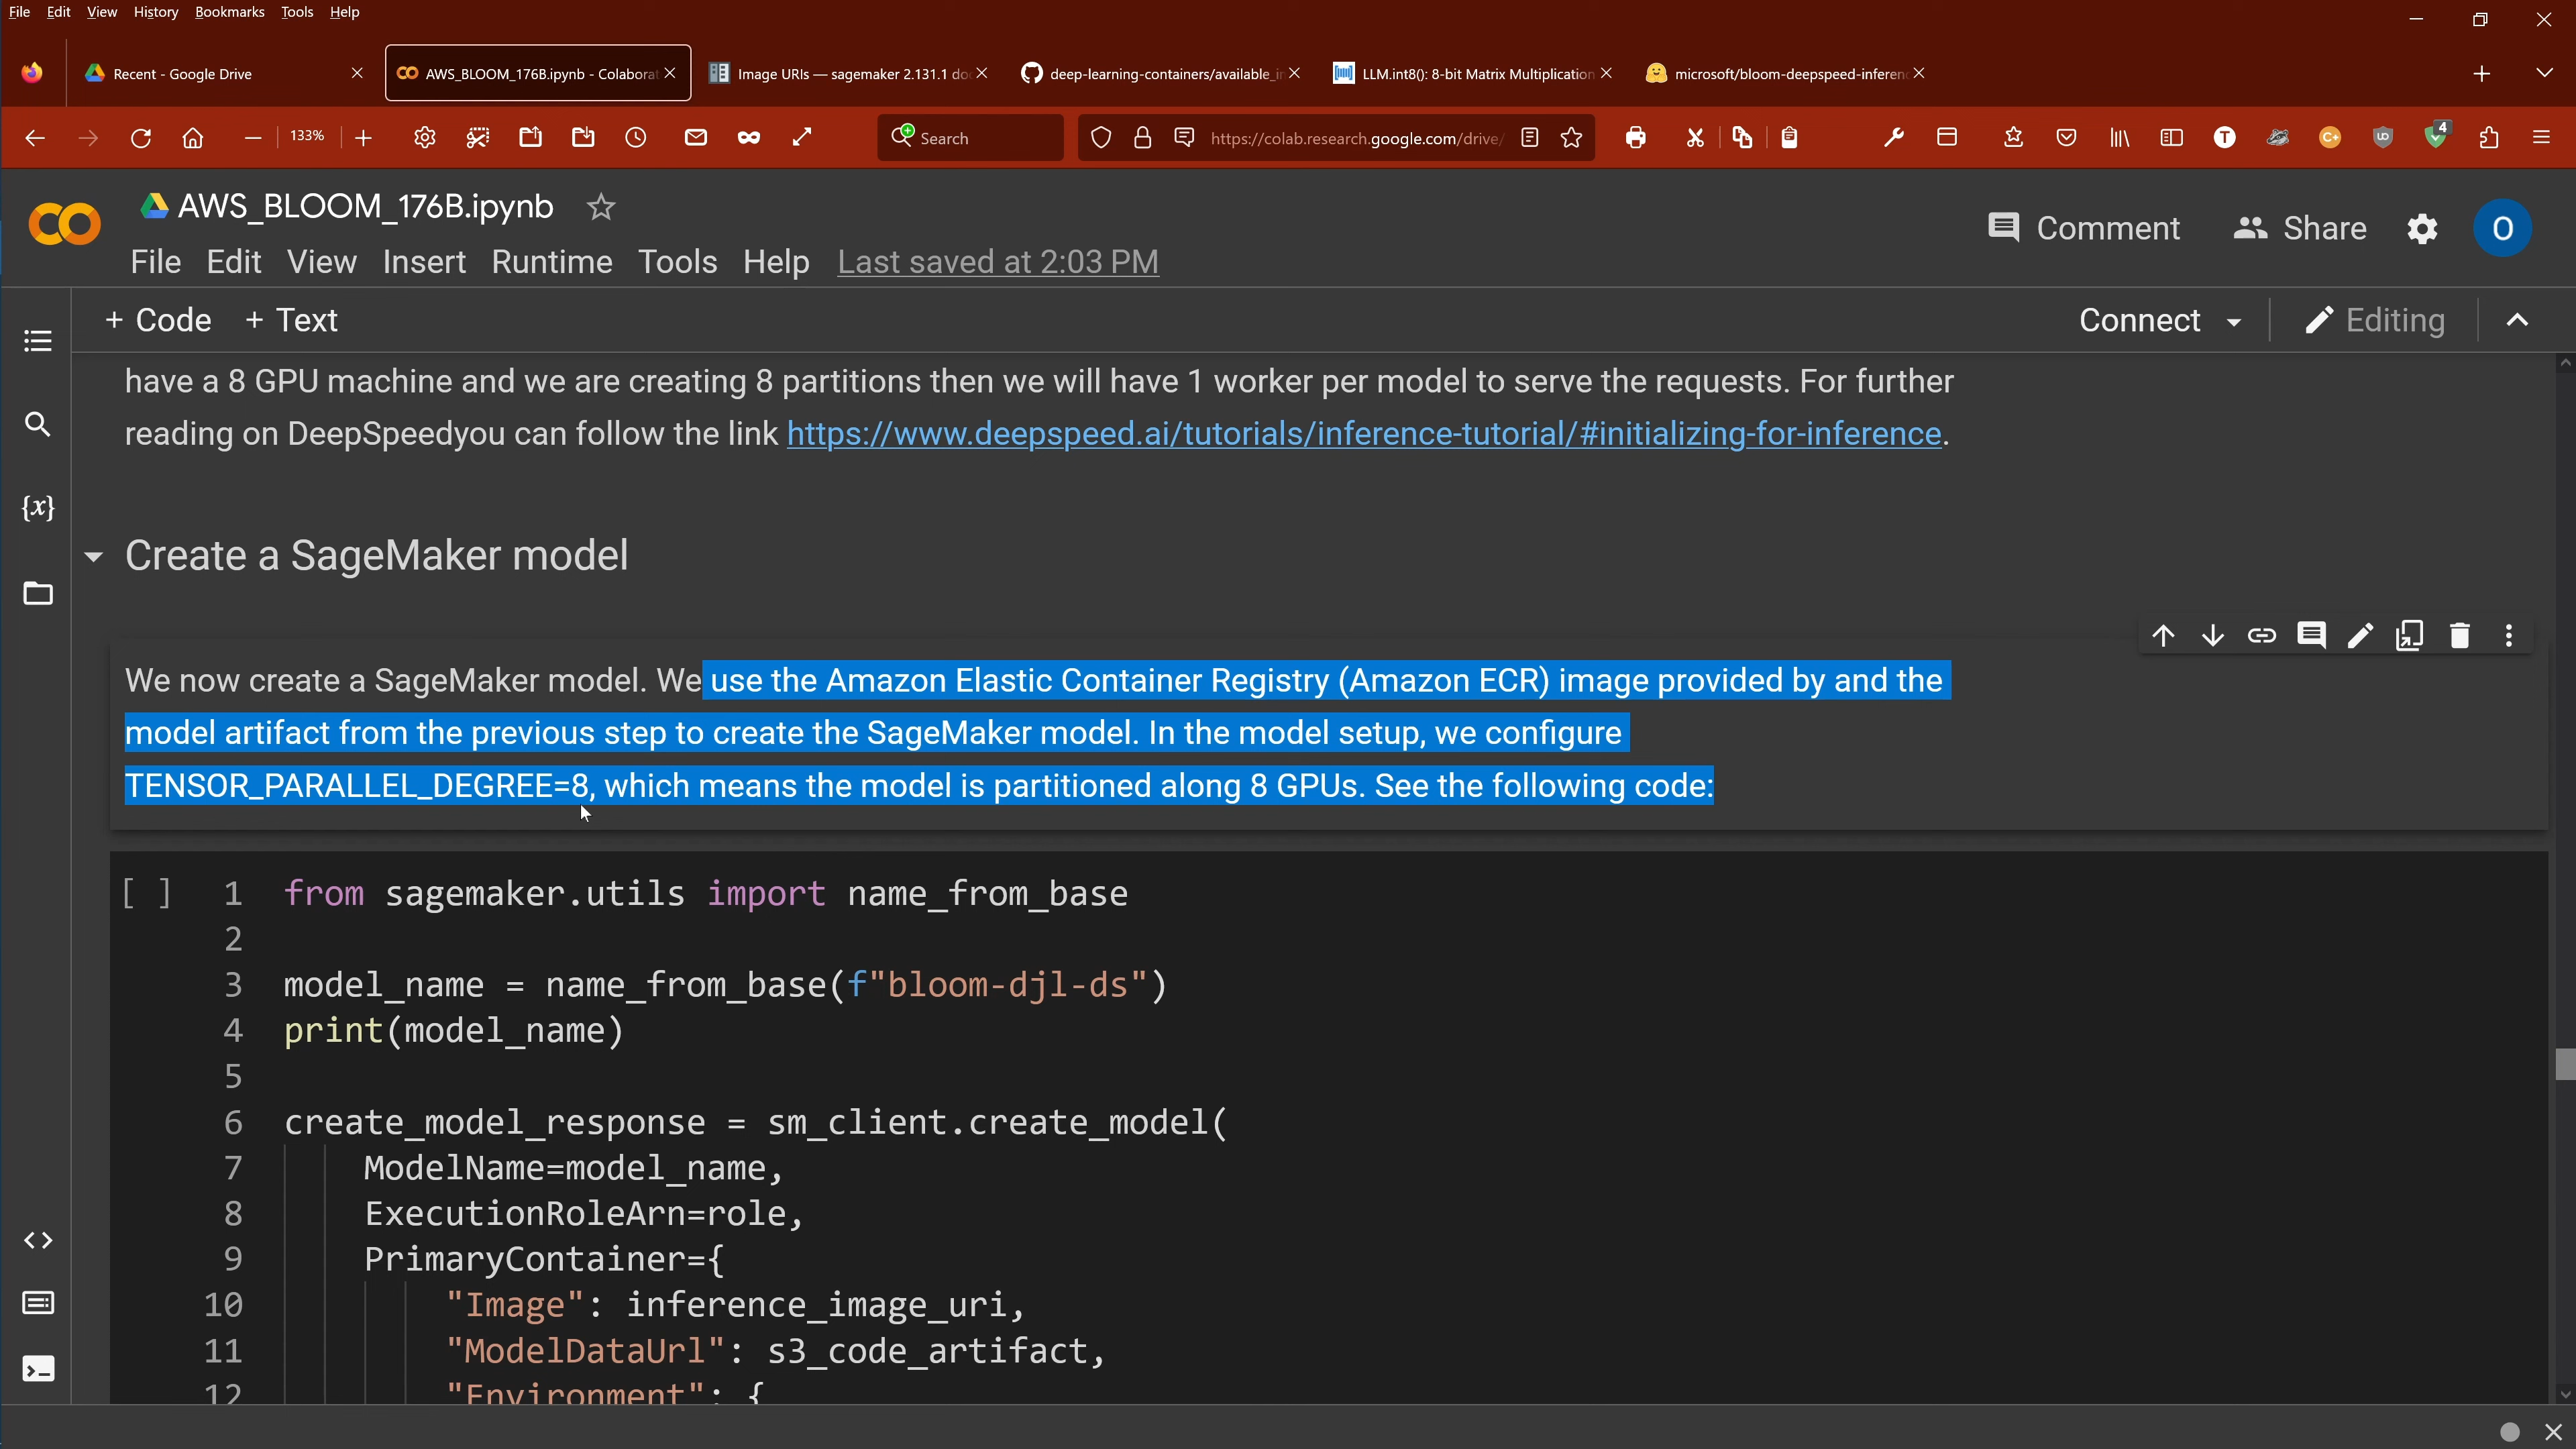 File Edit View History Bookmarks Tools Help
Recent - Google Drive
AWS_BLOOM_176B.ipynb - Colaborat
Image URIs — sagemaker 2.131.1 do
deep-learning-containers/available_i
LLM.int8(): 8-bit Matrix Multiplication
microsoft/bloom-deepspeed-inferen
133%
Search
https://colab.research.google.com/drive/
4
AWS_BLOOM_176B.ipynb
File Edit View Insert Runtime Tools Help Last saved at 2:03 PM
Comment
Share
O
+ Code + Text
Connect
Editing
have a 8 GPU machine and we are creating 8 partitions then we will have 1 worker per model to serve the requests. For further
reading on DeepSpeedyou can follow the link https://www.deepspeed.ai/tutorials/inference-tutorial/#initializing-for-inference.
{x}
Create a SageMaker model
We now create a SageMaker model. We use the Amazon Elastic Container Registry (Amazon ECR) image provided by and the
model artifact from the previous step to create the SageMaker model. In the model setup, we configure
TENSOR_PARALLEL_DEGREE=8, which means the model is partitioned along 8 GPUs. See the following code:
[ ] 1 from sagemaker.utils import name_from_base
2
3 model_name = name_from_base(f"bloom-djl-ds")
4 print(model_name)
5
6 create_model_response = sm_client.create_model(
7 ModelName=model_name,
8 ExecutionRoleArn=role,
9 PrimaryContainer={
10 "Image": inference_image_uri,
11 "ModelDataUrl": s3_code_artifact,
12 "Environment": {